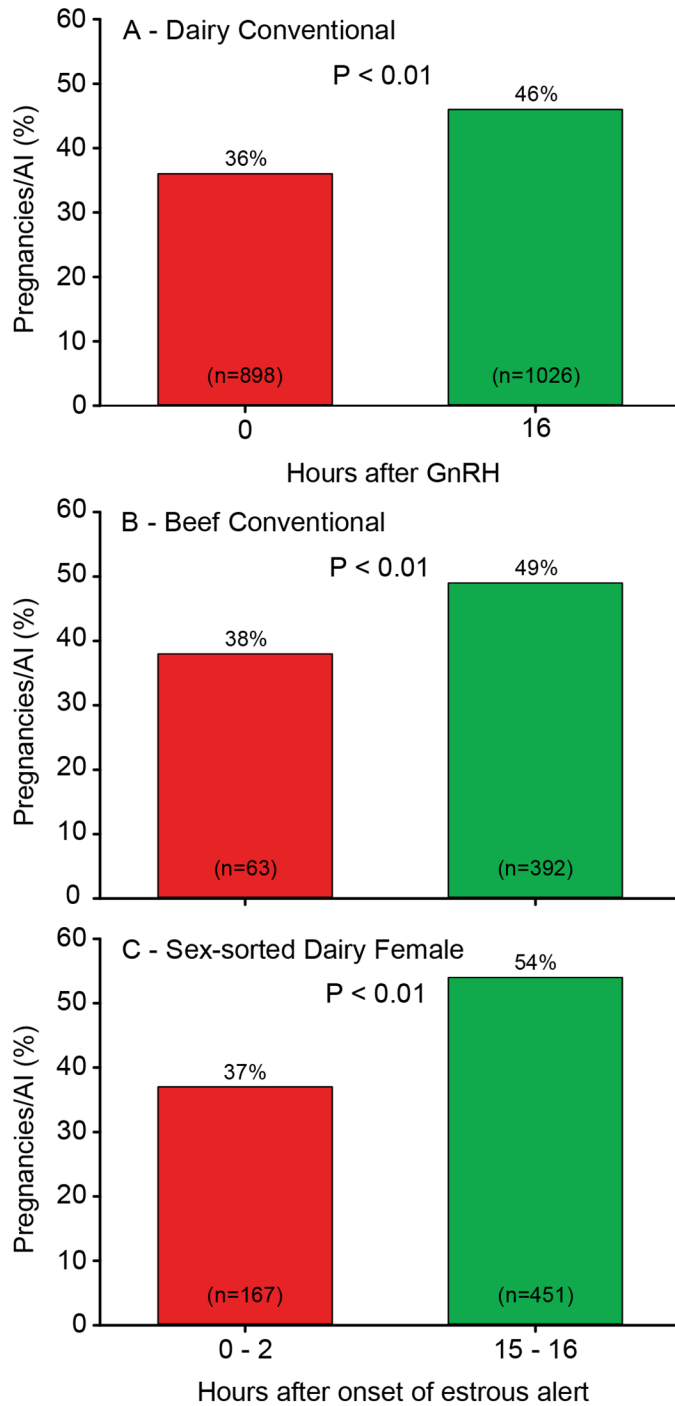 A - Dairy Conventional
P < 0.01
Pregnancies/AI (%)
60
50
40
30
20
10
0
36%
46%
(n=898)
(n=1026)
0
16
Hours after GnRH
B - Beef Conventional
P < 0.01
Pregnancies/AI (%)
60
50
40
30
20
10
0
38%
49%
(n=63)
(n=392)
C - Sex-sorted Dairy Female
P < 0.01
Pregnancies/AI (%)
60
50
40
30
20
10
0
37%
54%
(n=167)
(n=451)
0 - 2
15 - 16
Hours after onset of estrous alert